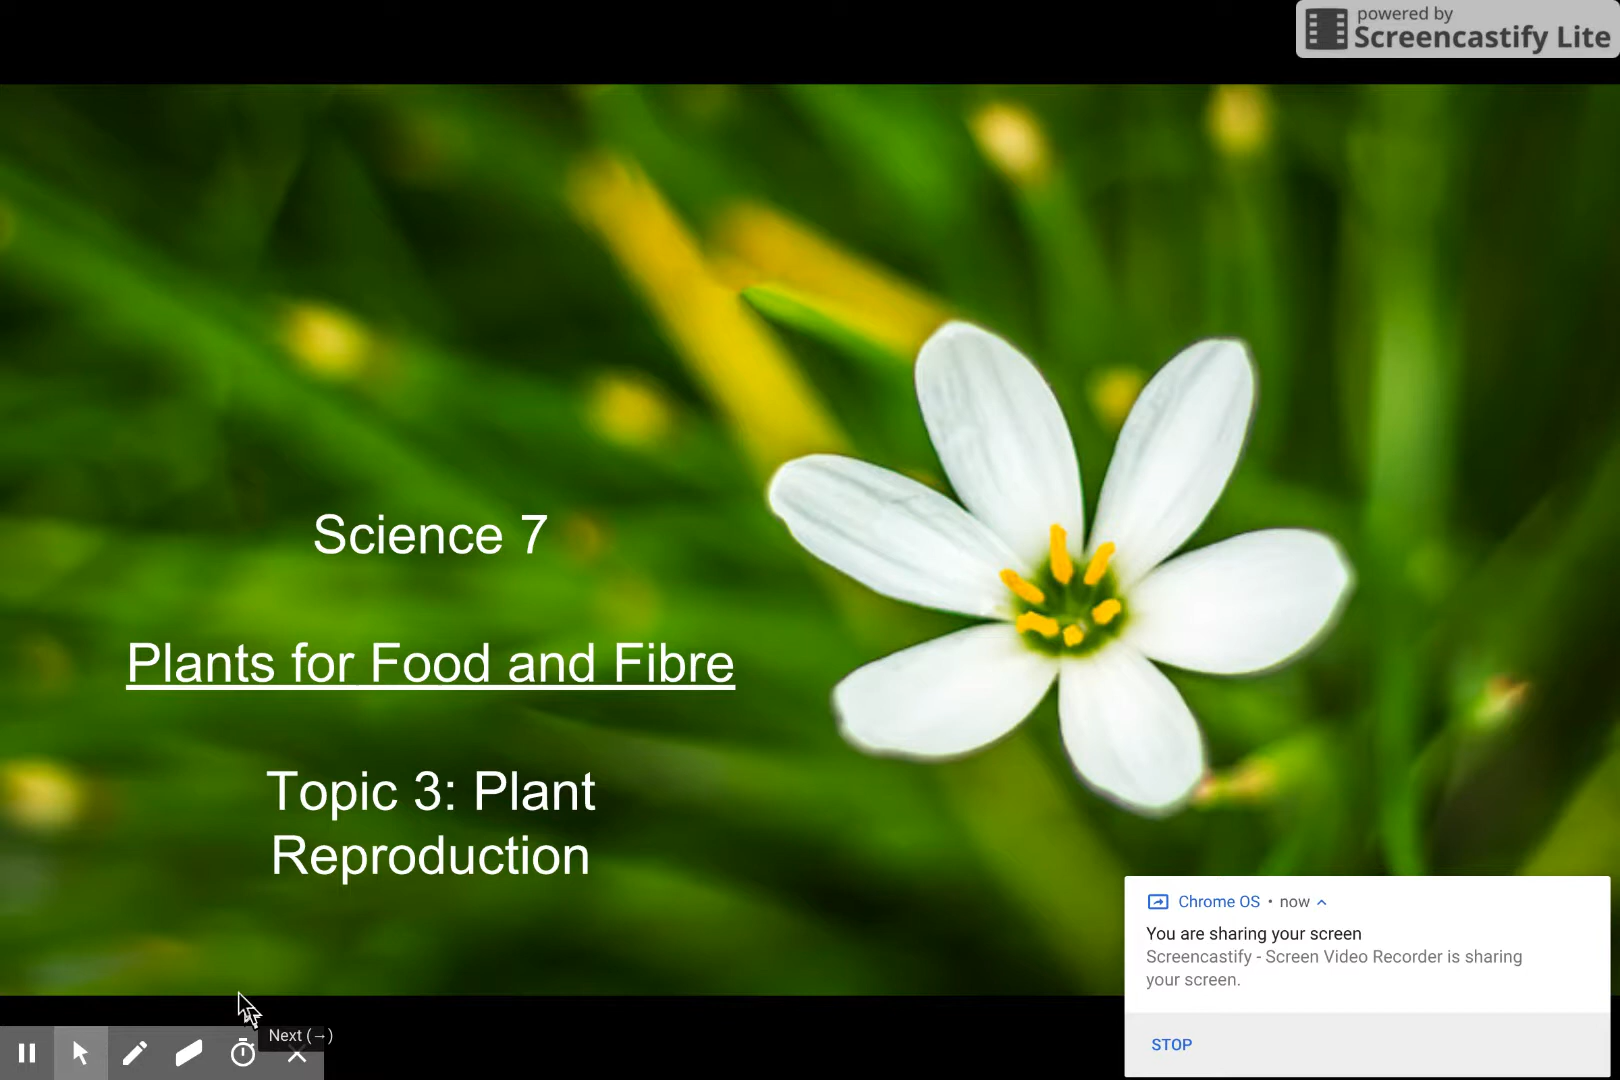 powered by
Screencastify Lite
Science 7
Plants for Food and Fibre
Topic 3: Plant
Reproduction
Chrome OS • now
You are sharing your screen
Screencastify - Screen Video Recorder is sharing
your screen.
STOP
Next (→)